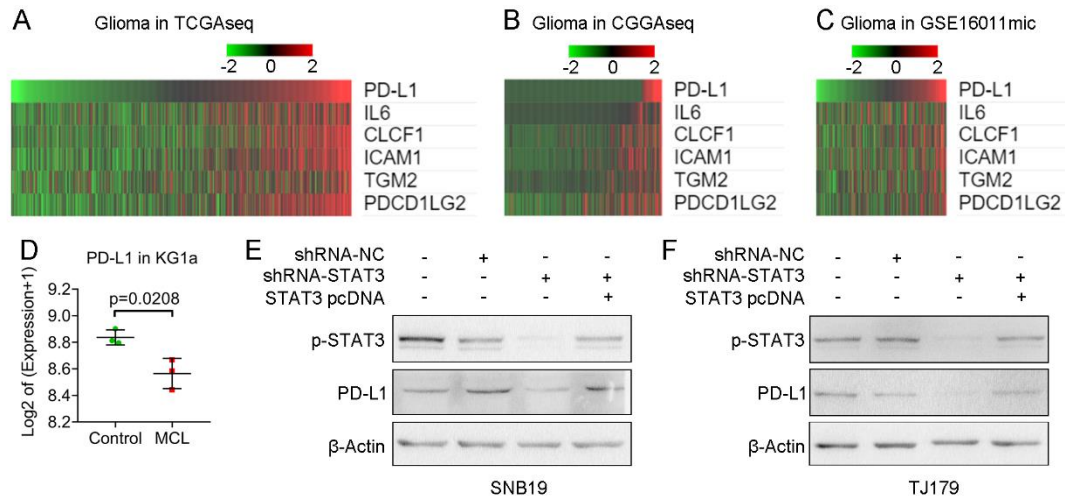 A
Glioma in TCGAseq
-2 0 2
PD-L1
IL6
CLCF1
ICAM1
TGM2
PDCD1LG2
B
Glioma in CGGAseq
-2 0 2
PD-L1
IL6
CLCF1
ICAM1
TGM2
PDCD1LG2
C
Glioma in GSE16011mic
-2 0 2
PD-L1
IL6
CLCF1
ICAM1
TGM2
PDCD1LG2
D
PD-L1 in KG1a
Log2 of (Expression+1)
9.2
9.0
8.8
8.6
8.4
8.2
p=0.0208
Control MCL
E
shRNA-NC - + - -
shRNA-STAT3 - - + +
STAT3 pcDNA - - - +
p-STAT3
PD-L1
β-Actin
SNB19
F
shRNA-NC - + - -
shRNA-STAT3 - - + +
STAT3 pcDNA - - - +
p-STAT3
PD-L1
β-Actin
TJ179